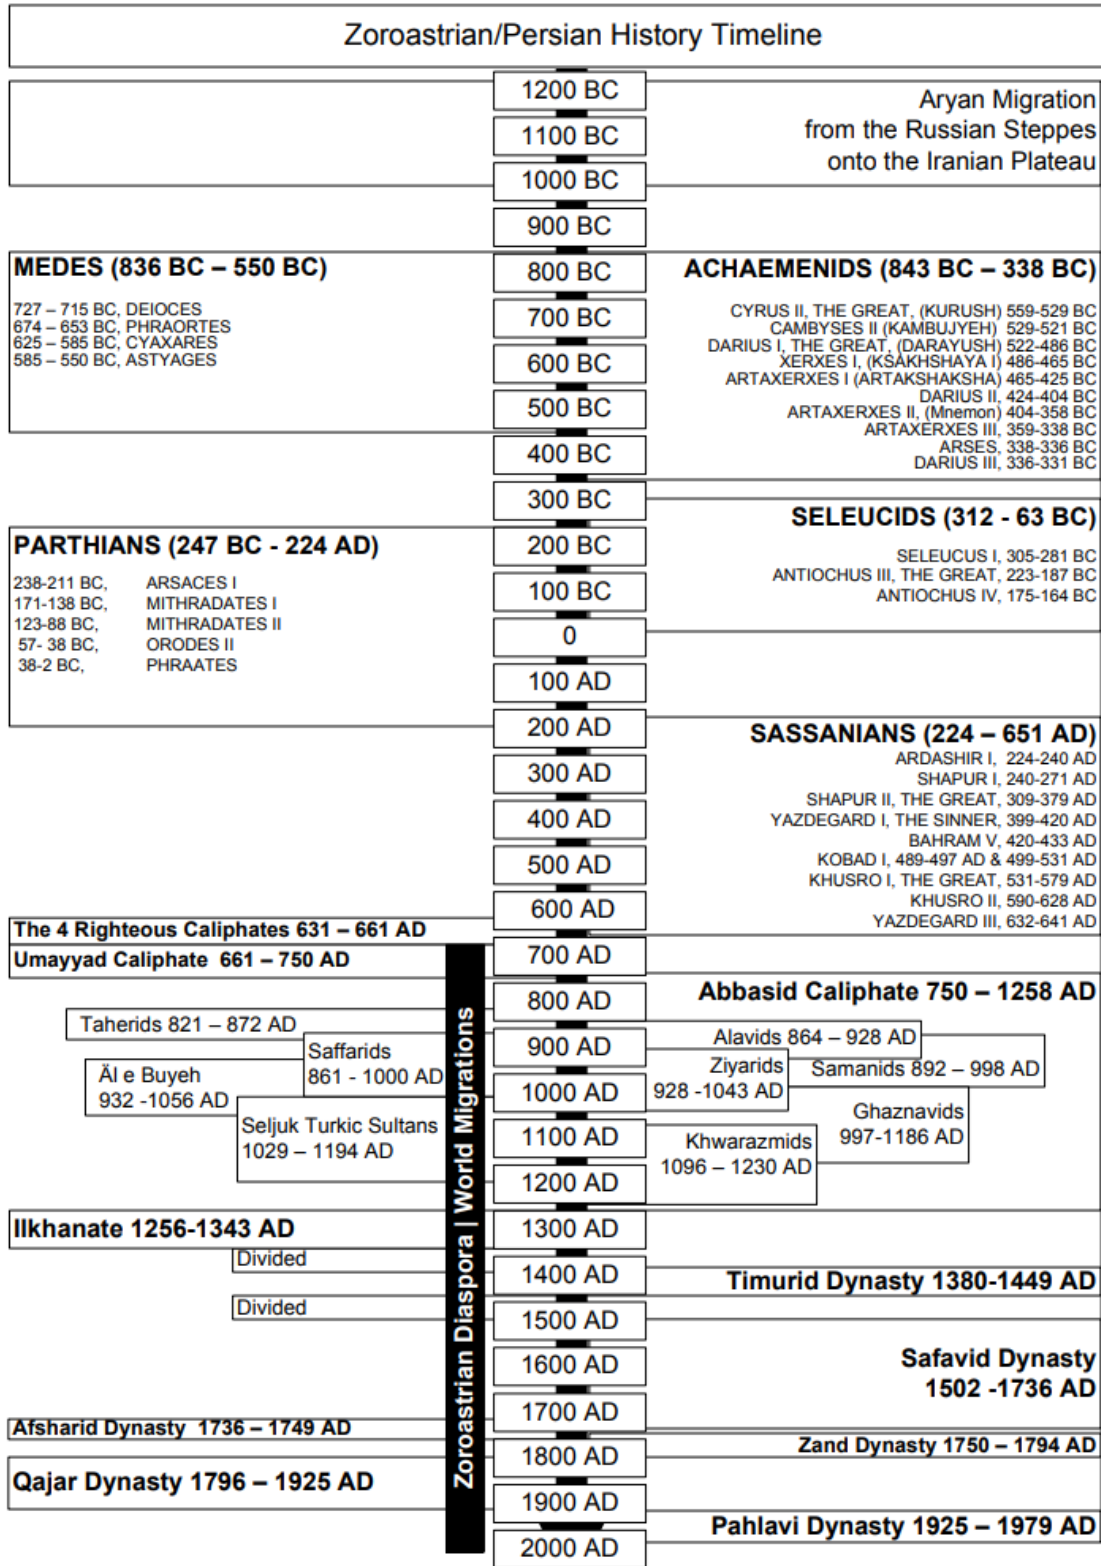 Zoroastrian/Persian History Timeline
1200 BC
1100 BC
1000 BC
900 BC
800 BC
700 BC
600 BC
500 BC
400 BC
300 BC
200 BC
100 BC
0
100 AD
200 AD
300 AD
400 AD
500 AD
600 AD
700 AD
800 AD
900 AD
1000 AD
1100 AD
1200 AD
1300 AD
1400 AD
1500 AD
1600 AD
1700 AD
1800 AD
1900 AD
2000 AD
Aryan Migration
from the Russian Steppes
onto the Iranian Plateau
MEDES (836 BC – 550 BC)
727 – 715 BC, DEIOCES
674 – 653 BC, PHRAORTES
625 – 585 BC, CYAXARES
585 – 550 BC, ASTYAGES
ACHAEMENIDS (843 BC – 338 BC)
CYRUS II, THE GREAT, (KURUSH) 559-529 BC
CAMBYSES II (KAMBUJYEH) 529-521 BC
DARIUS I, THE GREAT, (DARAYUSH) 522-486 BC
XERXES I, (KSAKHSHAYA I) 486-465 BC
ARTAXERXES I (ARTAKSHAKSHA) 465-425 BC
DARIUS II, 424-404 BC
ARTAXERXES II, (Mnemon) 404-358 BC
ARTAXERXES III, 359-338 BC
ARSES, 338-336 BC
DARIUS III, 336-331 BC
SELEUCIDS (312 - 63 BC)
SELEUCUS I, 305-281 BC
ANTIOCHUS III, THE GREAT, 223-187 BC
ANTIOCHUS IV, 175-164 BC
PARTHIANS (247 BC - 224 AD)
238-211 BC, ARSACES I
171-138 BC, MITHRADATES I
123-88 BC, MITHRADATES II
57- 38 BC, ORODES II
38-2 BC, PHRAATES
SASSANIANS (224 – 651 AD)
ARDASHIR I, 224-240 AD
SHAPUR I, 240-271 AD
SHAPUR II, THE GREAT, 309-379 AD
YAZDEGARD I, THE SINNER, 399-420 AD
BAHRAM V, 420-433 AD
KOBAD I, 489-497 AD & 499-531 AD
KHUSRO I, THE GREAT, 531-579 AD
KHUSRO II, 590-628 AD
YAZDEGARD III, 632-641 AD
The 4 Righteous Caliphates 631 – 661 AD
Umayyad Caliphate 661 – 750 AD
Zoroastrian Diaspora | World Migrations
Abbasid Caliphate 750 – 1258 AD
Taherids 821 – 872 AD
Saffarids
861 - 1000 AD
Äl e Buyeh
932 -1056 AD
Seljuk Turkic Sultans
1029 – 1194 AD
Alavids 864 – 928 AD
Ziyarids
928 -1043 AD
Samanids 892 – 998 AD
Ghaznavids
997-1186 AD
Khwarazmids
1096 – 1230 AD
Ilkhanate 1256-1343 AD
Divided
Timurid Dynasty 1380-1449 AD
Divided
Safavid Dynasty
1502 -1736 AD
Afsharid Dynasty 1736 – 1749 AD
Zand Dynasty 1750 – 1794 AD
Qajar Dynasty 1796 – 1925 AD
Pahlavi Dynasty 1925 – 1979 AD